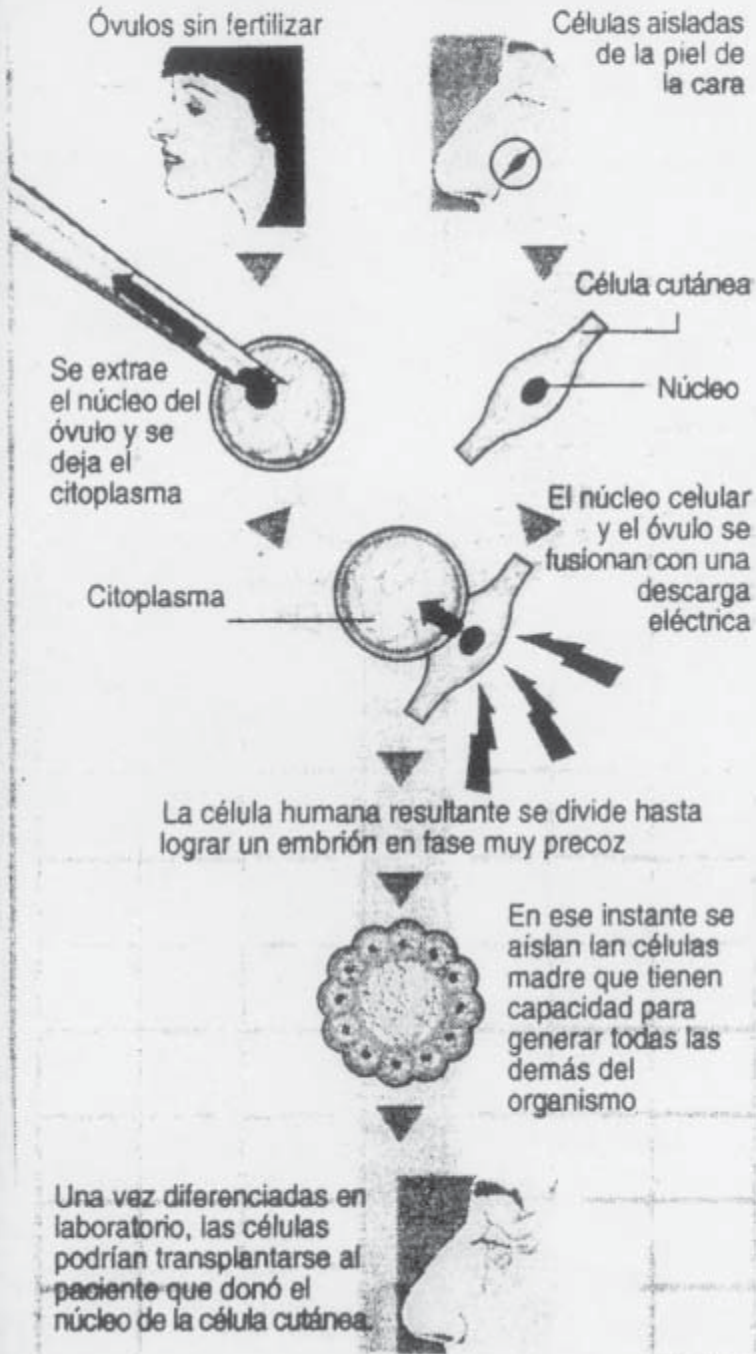 Óvulos sin fertilizar
Células aisladas
de la piel de
la cara
Se extrae
el núcleo del
óvulo y se
deja el
citoplasma
Célula cutánea
Núcleo
El núcleo celular
y el óvulo se
fusionan con una
descarga
eléctrica
Citoplasma
La célula humana resultante se divide hasta
lograr un embrión en fase muy precoz
En ese instante se
aislan lan células
madre que tienen
capacidad para
generar todas las
demás del
organismo
Una vez diferenciadas en
laboratorio, las células
podrían transplantarse al
paciente que donó el
núcleo de la célula cutánea.